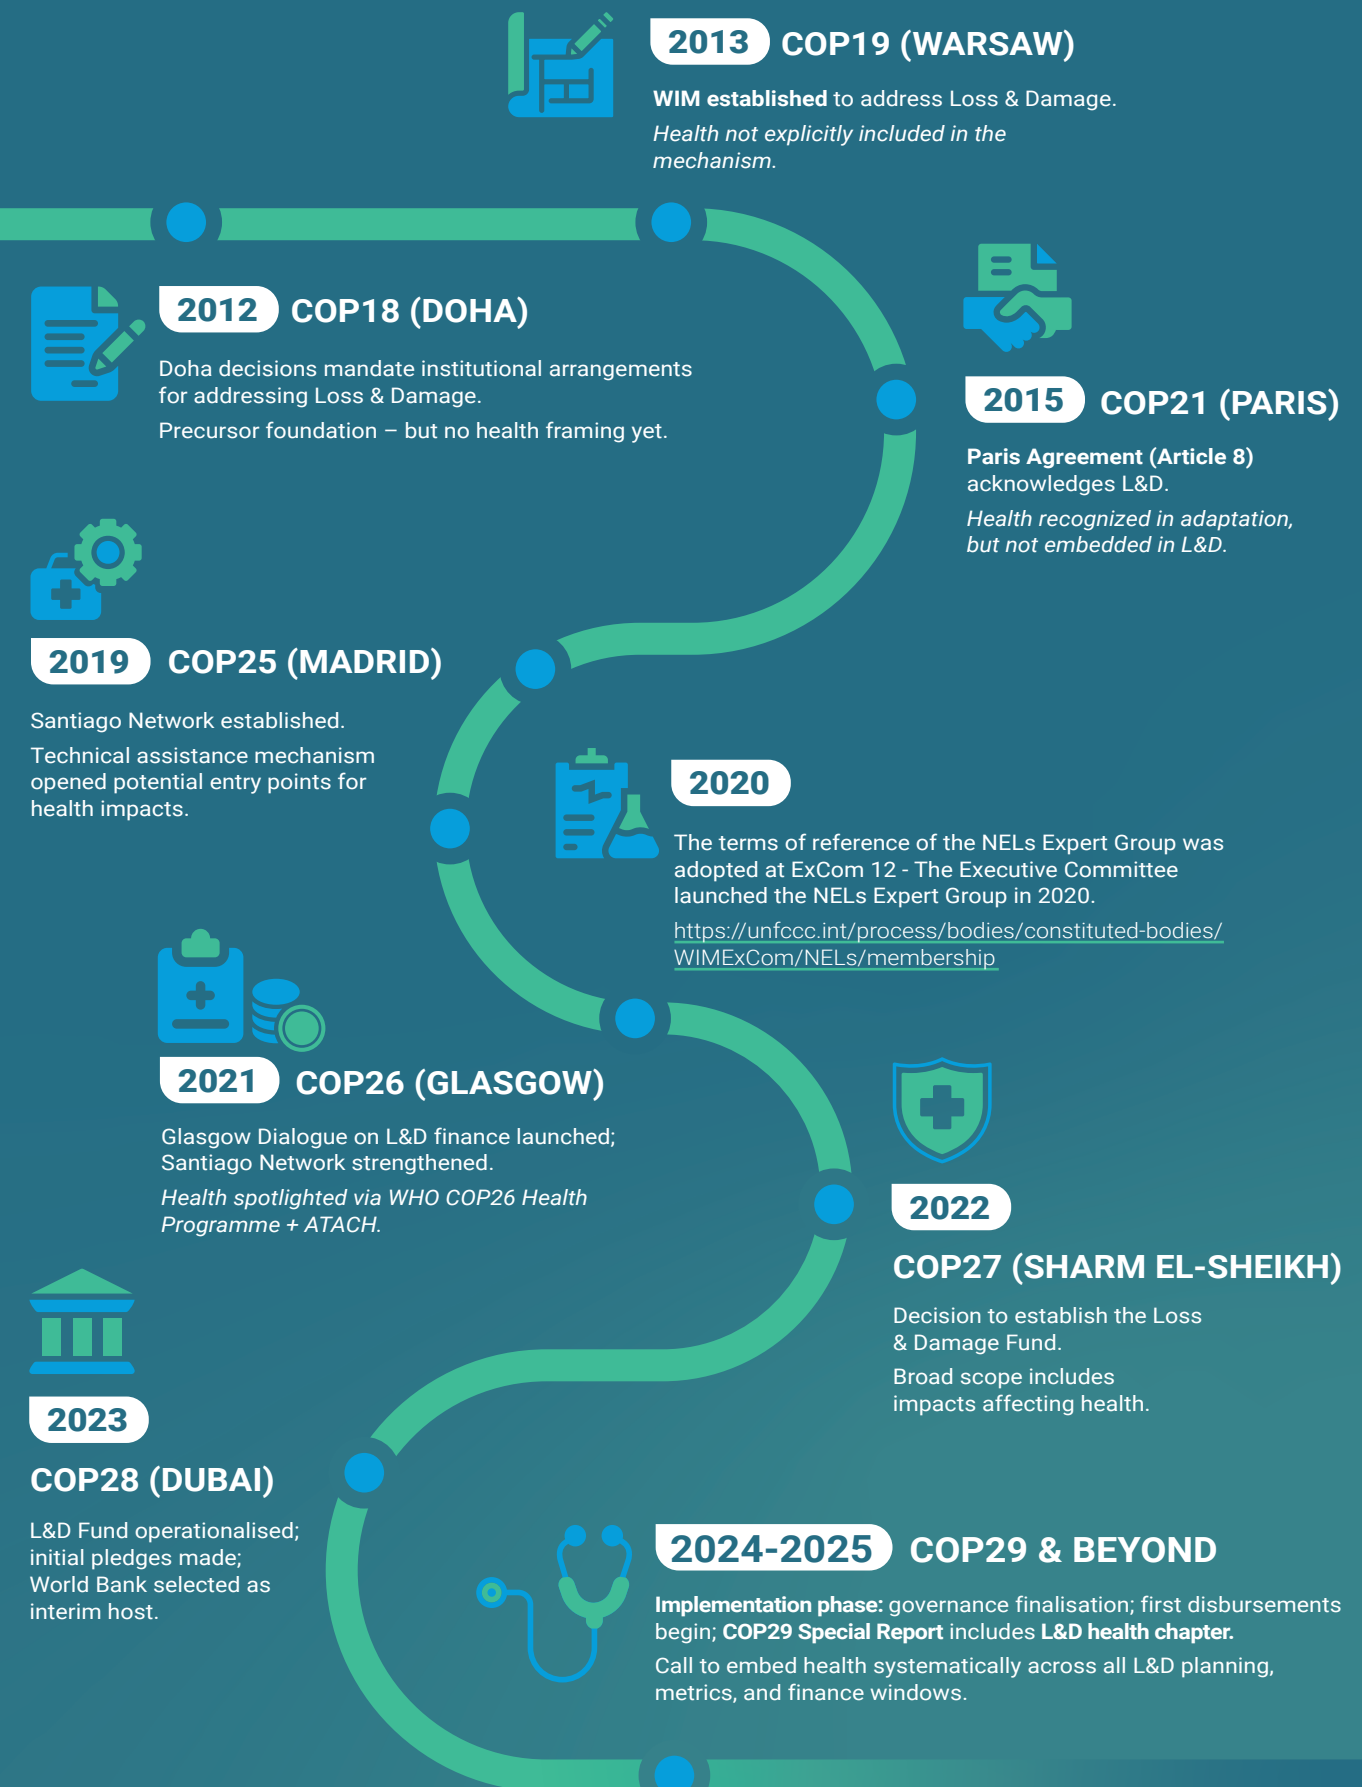 2013 COP19 (WARSAW)
WIM established to address Loss & Damage.
Health not explicitly included in the
mechanism.
2012 COP18 (DOHA)
Doha decisions mandate institutional arrangements
for addressing Loss & Damage.
Precursor foundation – but no health framing yet.
2015 COP21 (PARIS)
Paris Agreement (Article 8)
acknowledges L&D.
Health recognized in adaptation,
but not embedded in L&D.
2019 COP25 (MADRID)
Santiago Network established.
Technical assistance mechanism
opened potential entry points for
health impacts.
2020
The terms of reference of the NELs Expert Group was
adopted at ExCom 12 - The Executive Committee
launched the NELs Expert Group in 2020.
https://unfccc.int/process/bodies/constituted-bodies/
WIMExCom/NELs/membership
2021 COP26 (GLASGOW)
Glasgow Dialogue on L&D finance launched;
Santiago Network strengthened.
Health spotlighted via WHO COP26 Health
Programme + ATACH.
2022
COP27 (SHARM EL-SHEIKH)
Decision to establish the Loss
& Damage Fund.
Broad scope includes
impacts affecting health.
2023
COP28 (DUBAI)
L&D Fund operationalised;
initial pledges made;
World Bank selected as
interim host.
2024-2025 COP29 & BEYOND
Implementation phase: governance finalisation; first disbursements
begin; COP29 Special Report includes L&D health chapter.
Call to embed health systematically across all L&D planning,
metrics, and finance windows.